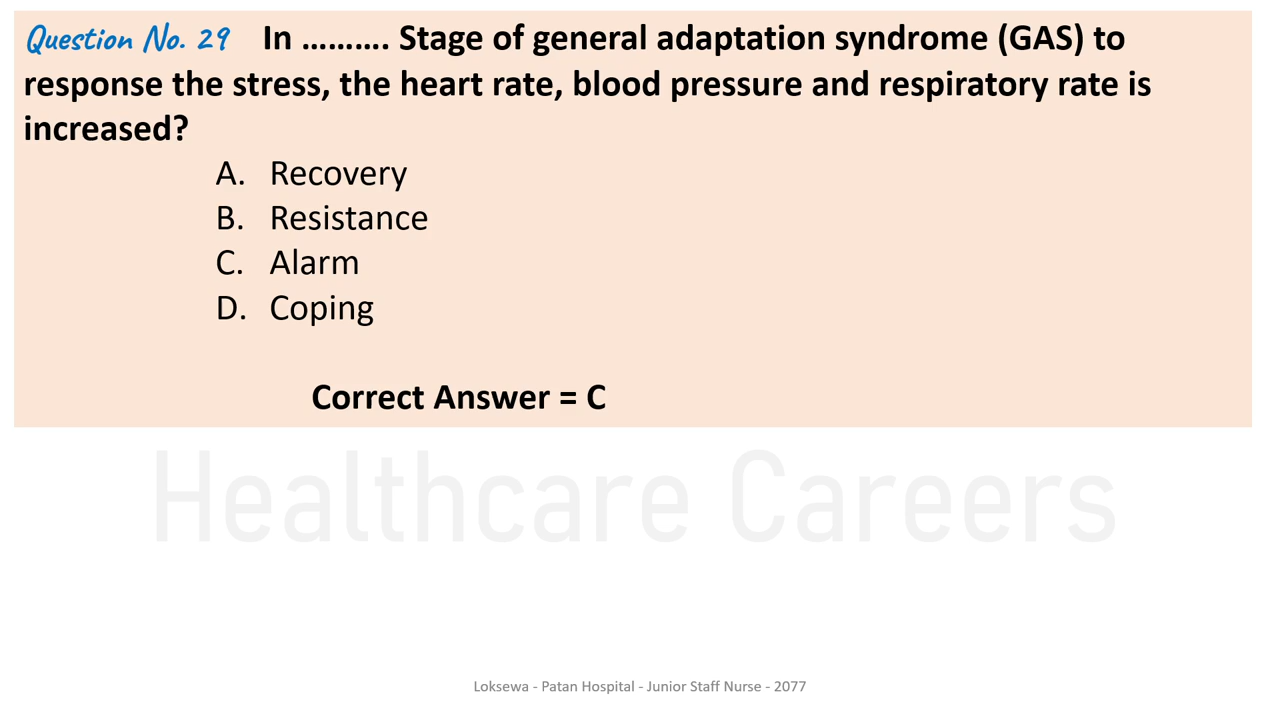 Question No. 29 In .......... Stage of general adaptation syndrome (GAS) to
response the stress, the heart rate, blood pressure and respiratory rate is
increased?
A. Recovery
B. Resistance
C. Alarm
D. Coping
Correct Answer = C
Healthcare Careers
Loksewa - Patan Hospital - Junior Staff Nurse - 2077